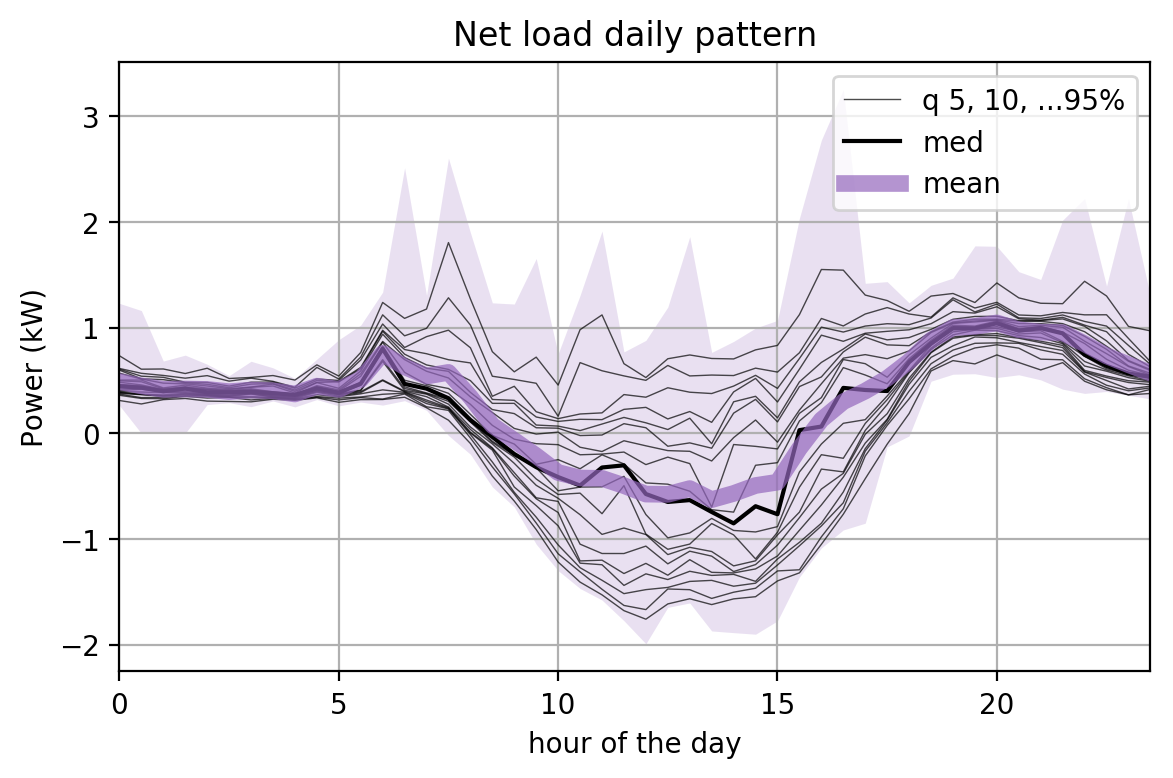 Net load daily pattern
q 5, 10, ...95%
med
mean
Power (kW)
3
2
1
0
−1
−2
0 5 10 15 20
hour of the day